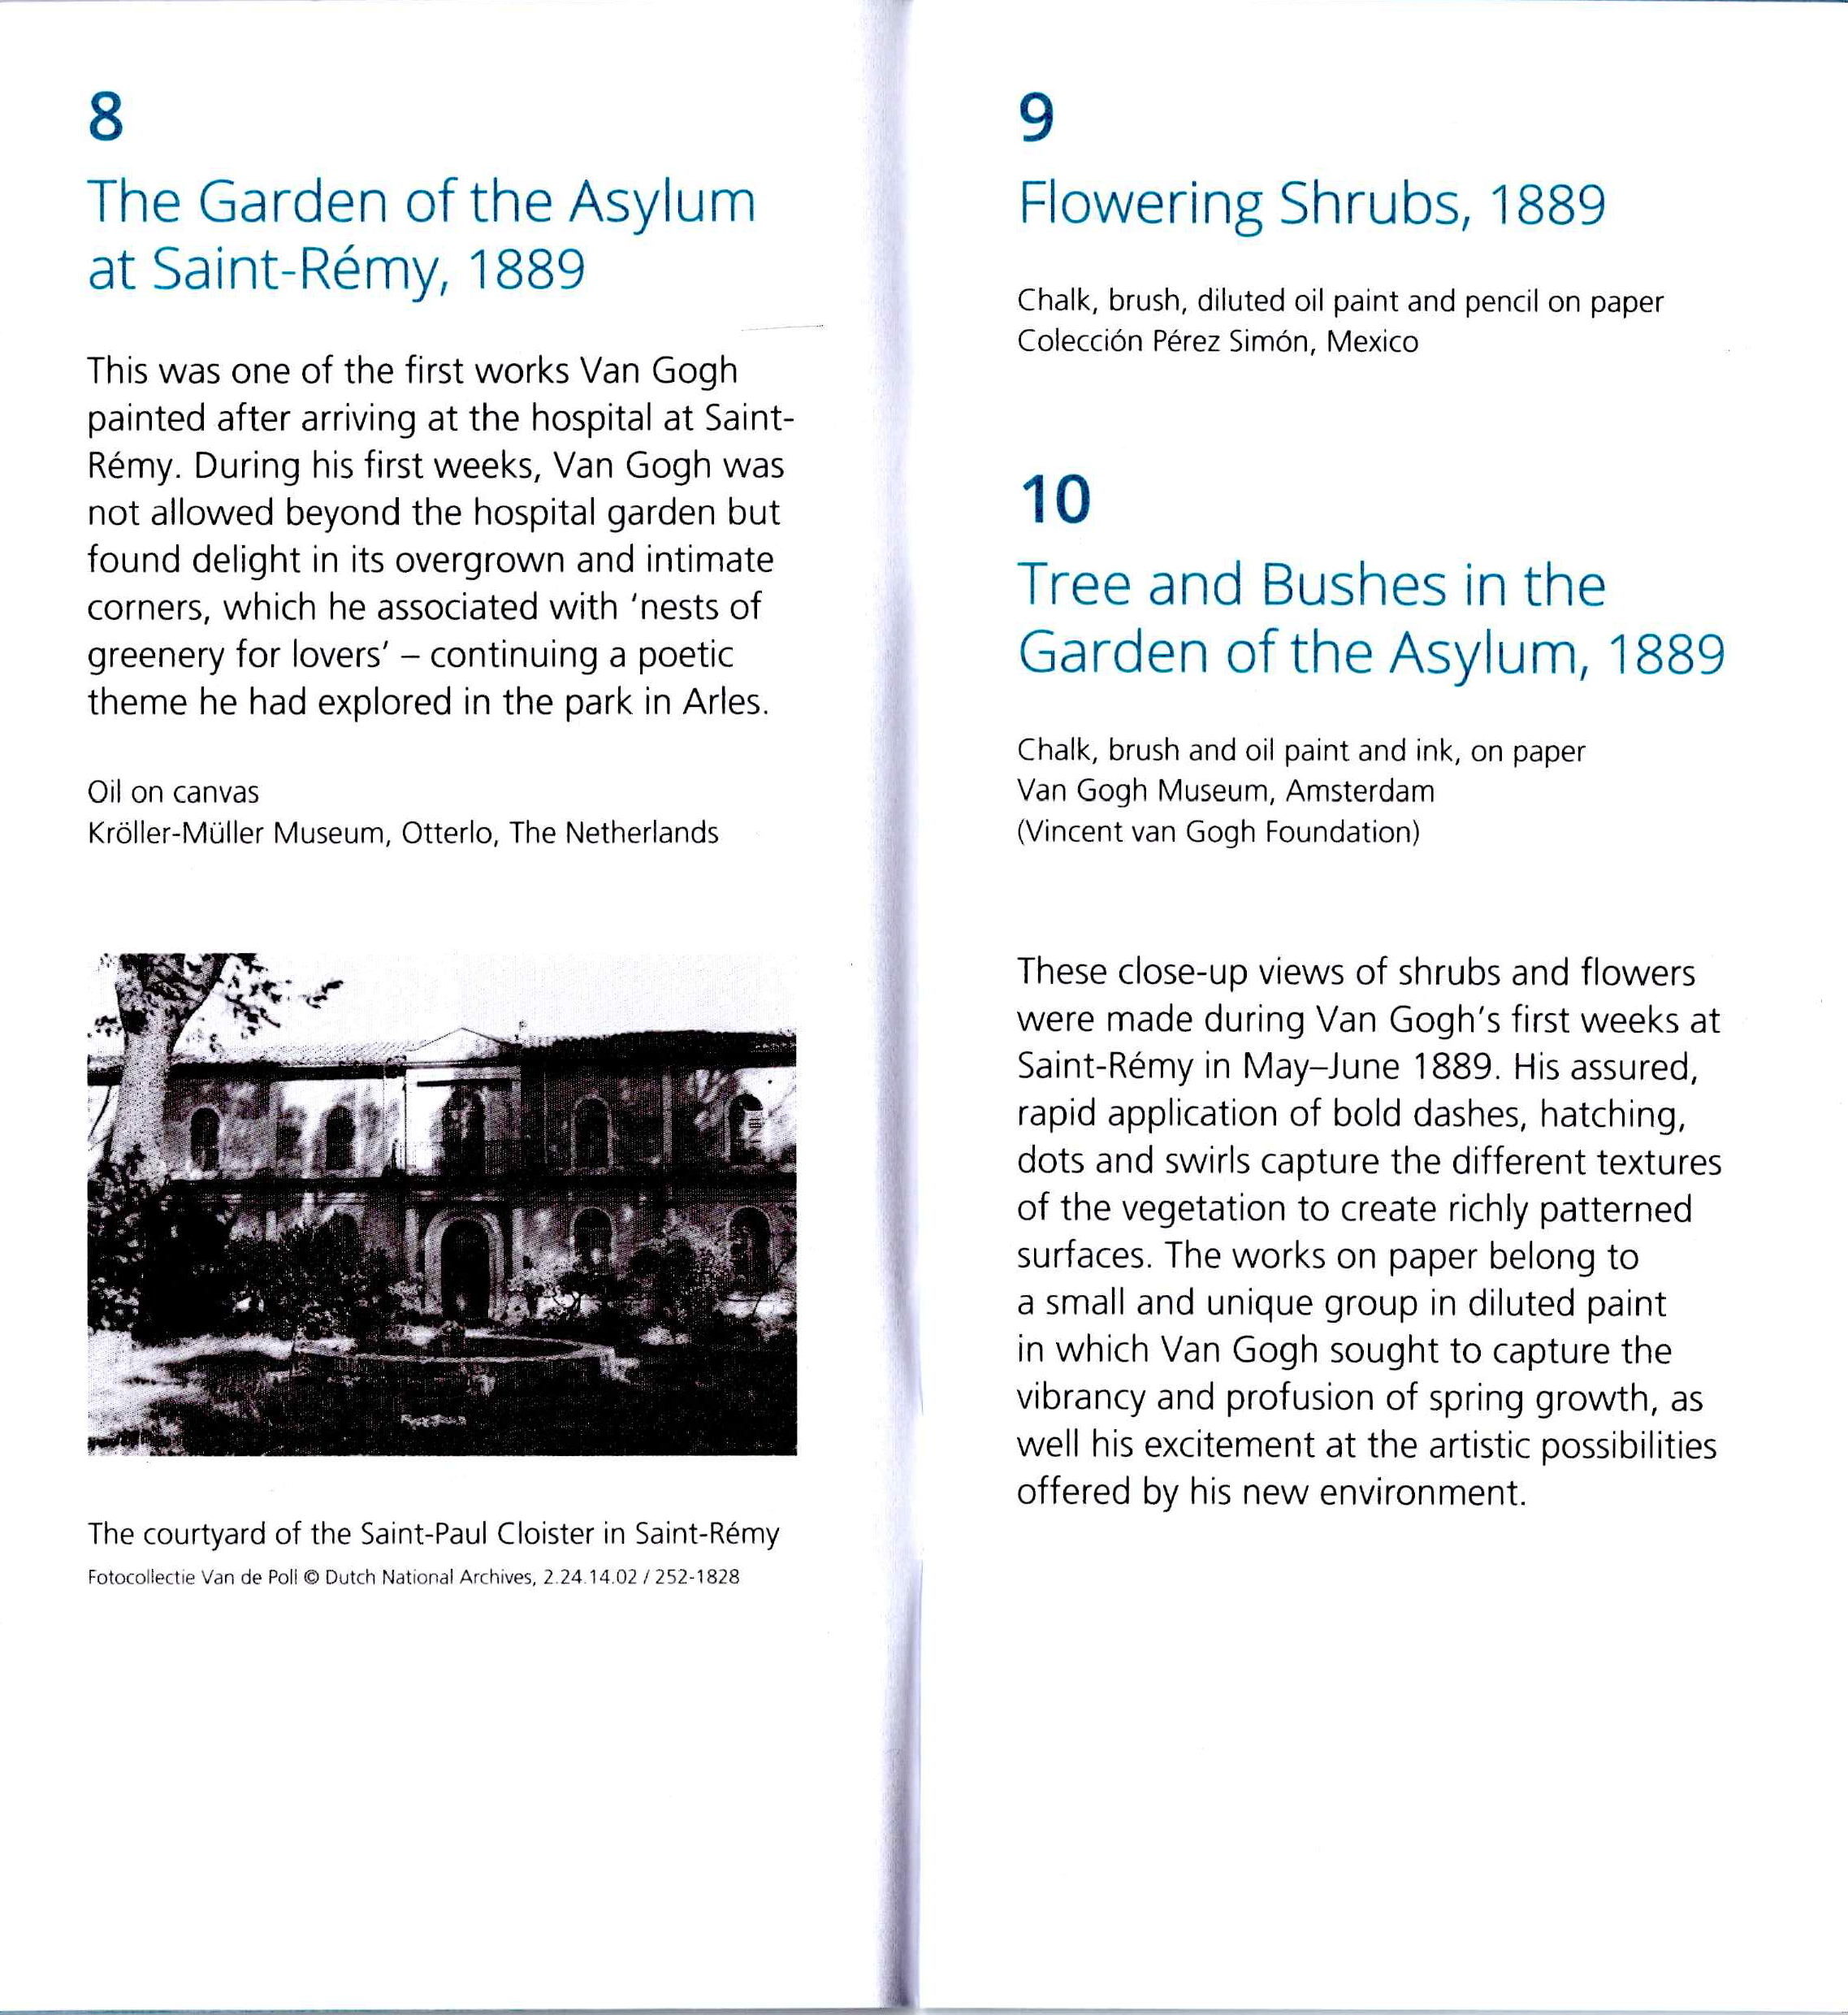 8
The Garden of the Asylum
at Saint-Rémy, 1889
This was one of the first works Van Gogh
painted after arriving at the hospital at Saint-
Rémy. During his first weeks, Van Gogh was
not allowed beyond the hospital garden but
found delight in its overgrown and intimate
corners, which he associated with ‘nests of
greenery for lovers’ – continuing a poetic
theme he had explored in the park in Arles.
Oil on canvas
Kröller-Müller Museum, Otterlo, The Netherlands
The courtyard of the Saint-Paul Cloister in Saint-Rémy
Fotocollectie Van de Poll © Dutch National Archives, 2.24.14.02 / 252-1828
9
Flowering Shrubs, 1889
Chalk, brush, diluted oil paint and pencil on paper
Colección Pérez Simón, Mexico
10
Tree and Bushes in the
Garden of the Asylum, 1889
Chalk, brush and oil paint and ink, on paper
Van Gogh Museum, Amsterdam
(Vincent van Gogh Foundation)
These close-up views of shrubs and flowers
were made during Van Gogh’s first weeks at
Saint-Rémy in May–June 1889. His assured,
rapid application of bold dashes, hatching,
dots and swirls capture the different textures
of the vegetation to create richly patterned
surfaces. The works on paper belong to
a small and unique group in diluted paint
in which Van Gogh sought to capture the
vibrancy and profusion of spring growth, as
well his excitement at the artistic possibilities
offered by his new environment.